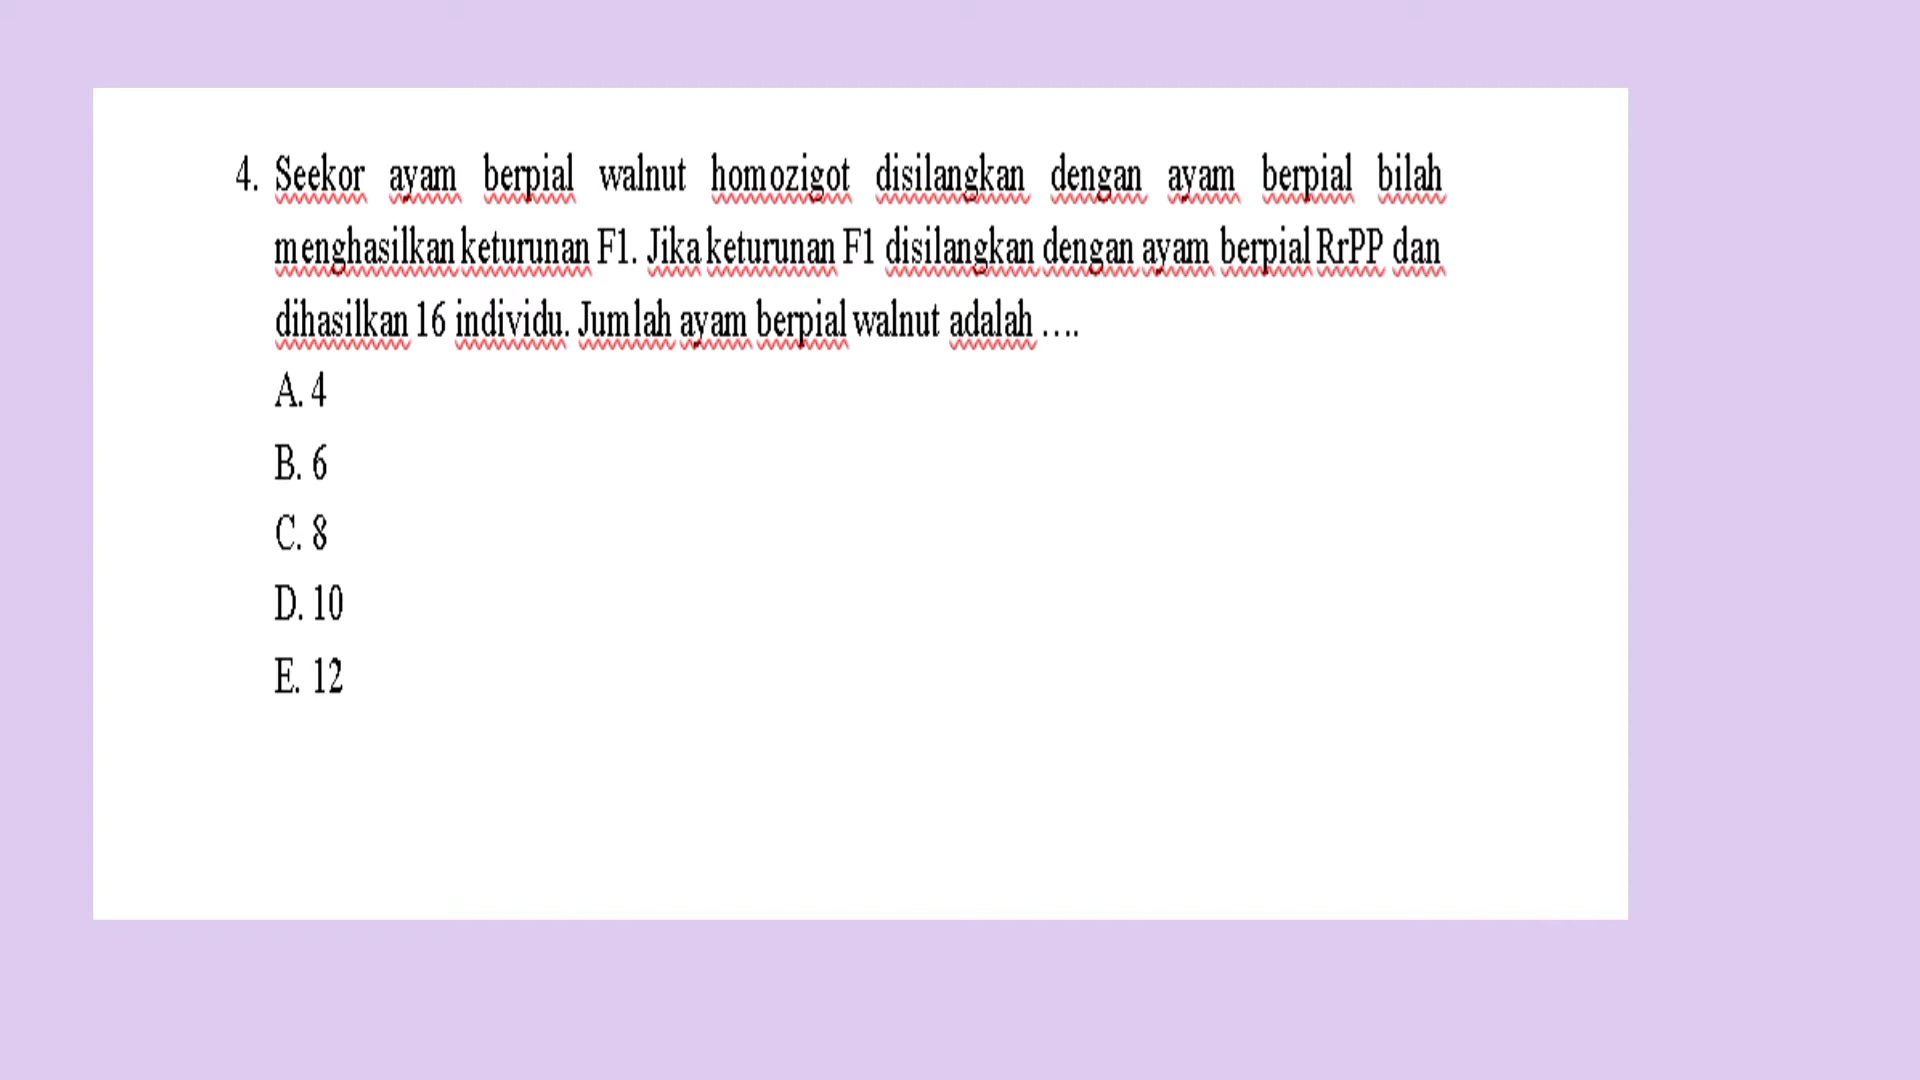 4. Seekor ayam berpial walnut homozigot disilangkan dengan ayam berpial bilah
menghasilkan keturunan F1. Jika keturunan F1 disilangkan dengan ayam berpial RrPP dan
dihasilkan 16 individu. Jumlah ayam berpial walnut adalah ….
A. 4
B. 6
C. 8
D. 10
E. 12